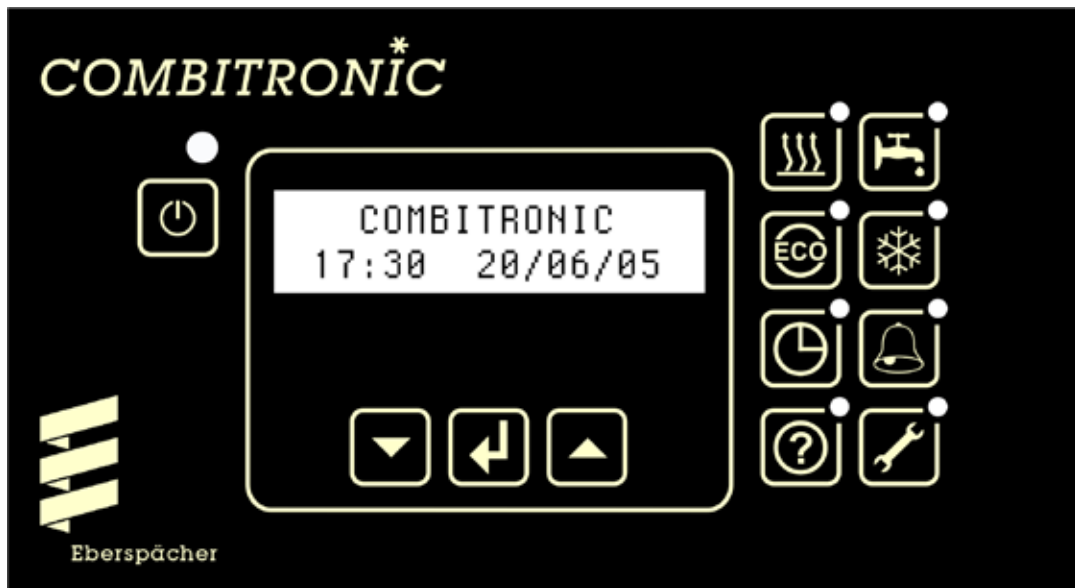 COMBITRONIC
COMBITRONIC
17:30 20/06/05
ECO
?
Eberspächer